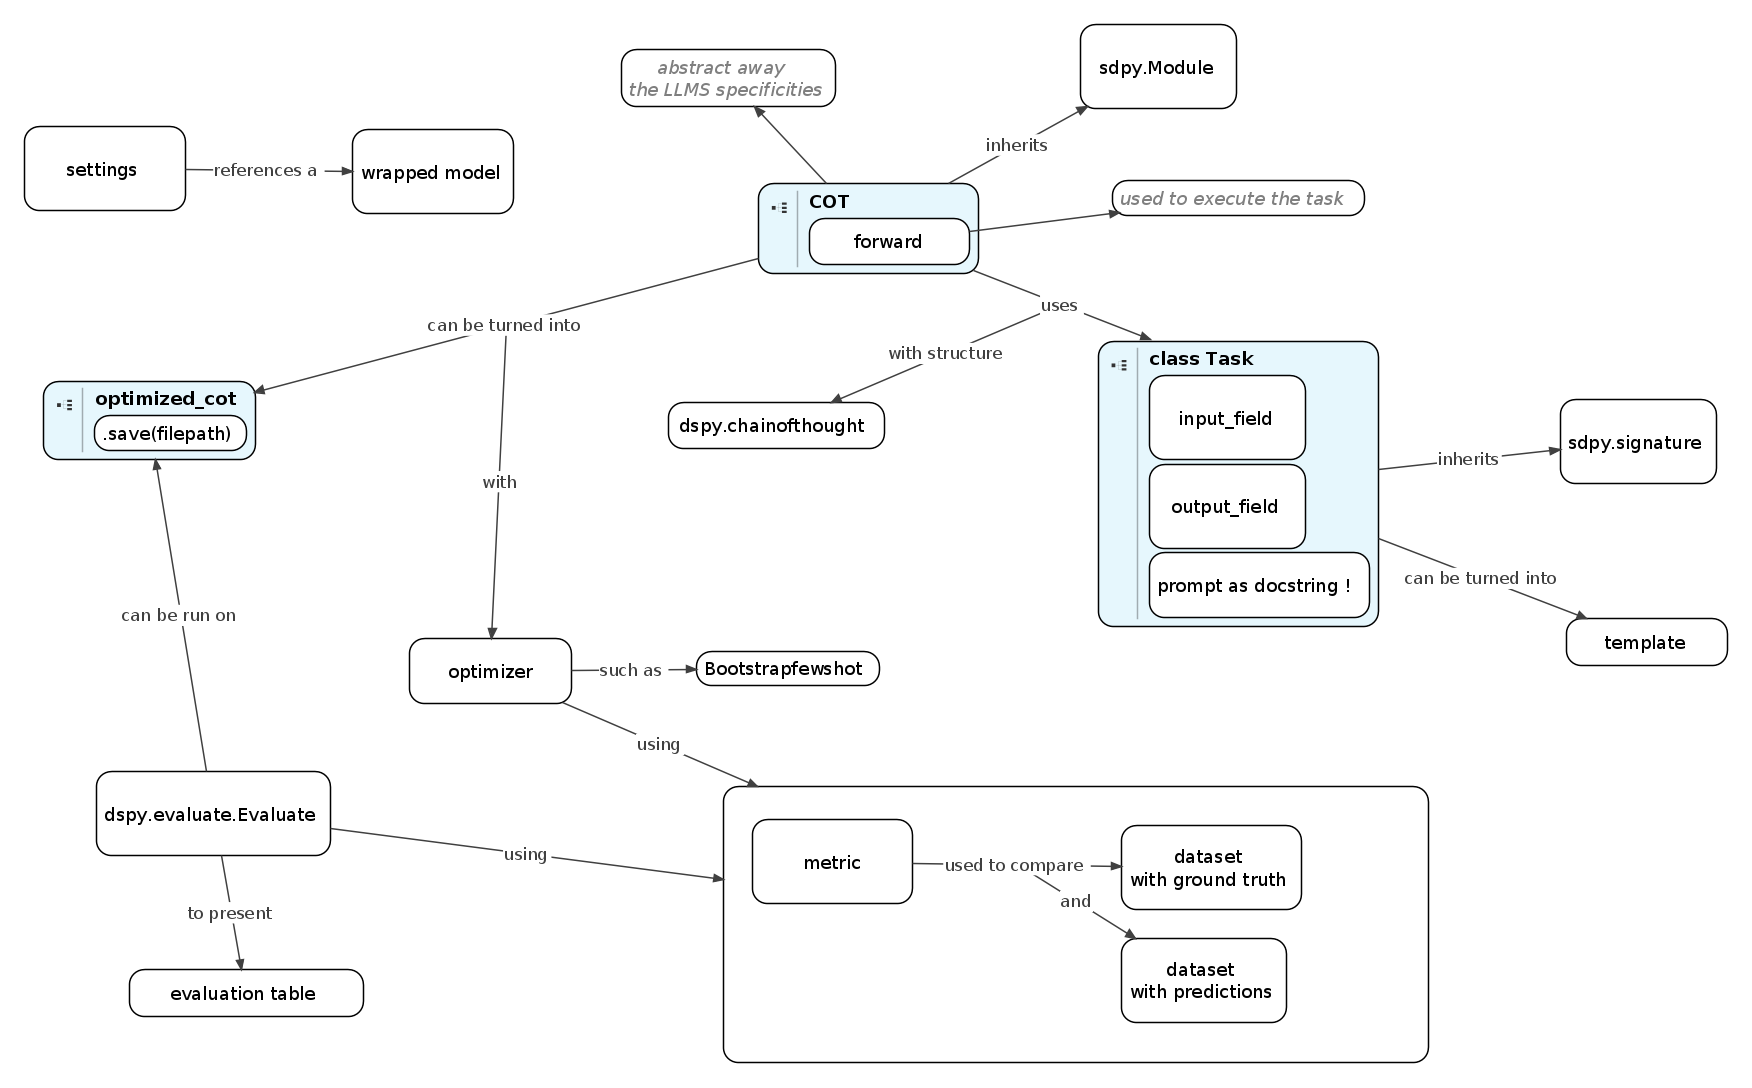 sdpy.Module
abstract away
the LLMS specificities
inherits
settings
references a
wrapped model
COT
forward
used to execute the task
can be turned into
uses
with structure
class Task
input_field
output_field
prompt as docstring !
optimized_cot
.save(filepath)
dspy.chainofthought
inherits
sdpy.signature
with
can be turned into
template
can be run on
optimizer
such as
Bootstrapfewshot
using
dspy.evaluate.Evaluate
using
metric
used to compare
dataset
with ground truth
and
dataset
with predictions
to present
evaluation table